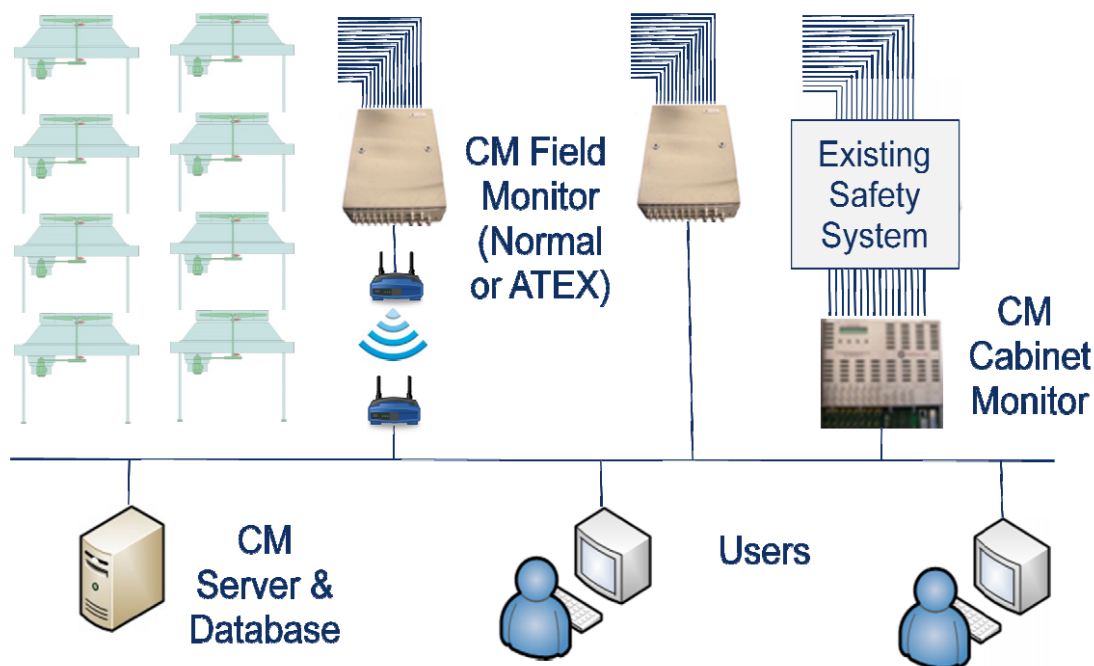 CM Field
Monitor
(Normal
or ATEX)
Existing
Safety
System
CM
Cabinet
Monitor
CM
Server &
Database
Users